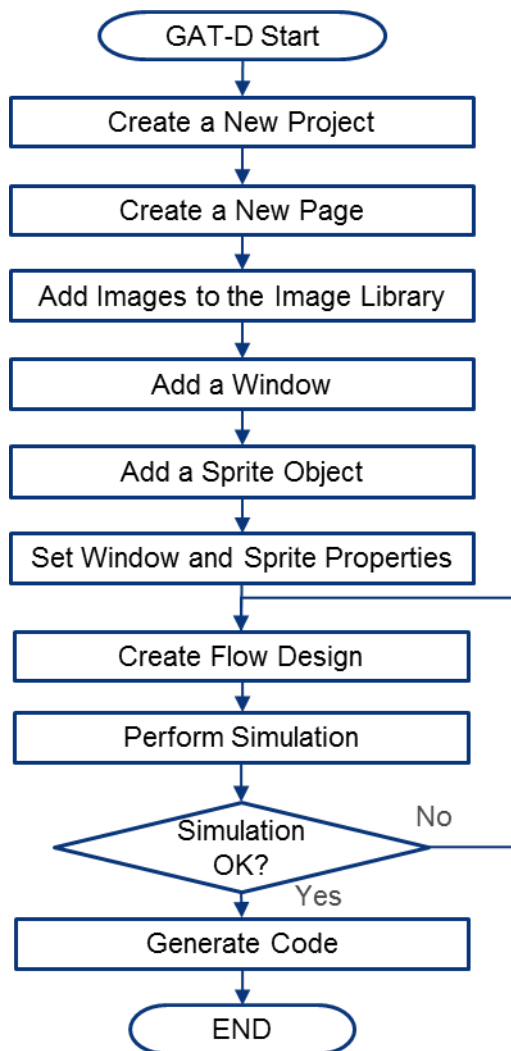 GAT-D Start
Create a New Project
Create a New Page
Add Images to the Image Library
Add a Window
Add a Sprite Object
Set Window and Sprite Properties
Create Flow Design
Perform Simulation
Simulation
OK?
No
Yes
Generate Code
END